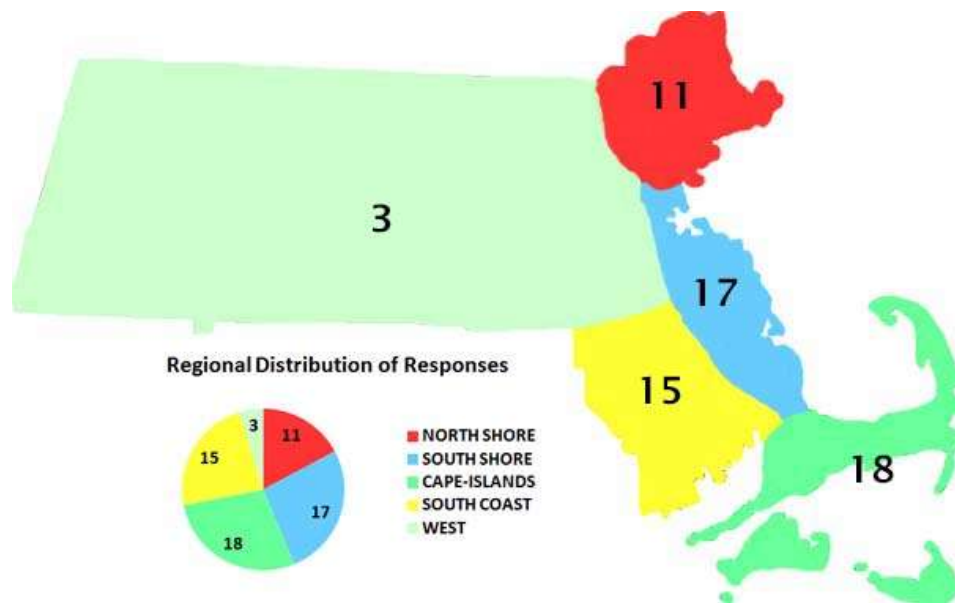 11
3
17
Regional Distribution of Responses
15
3
11
15
17
18
NORTH SHORE
SOUTH SHORE
CAPE-ISLANDS
SOUTH COAST
WEST
18